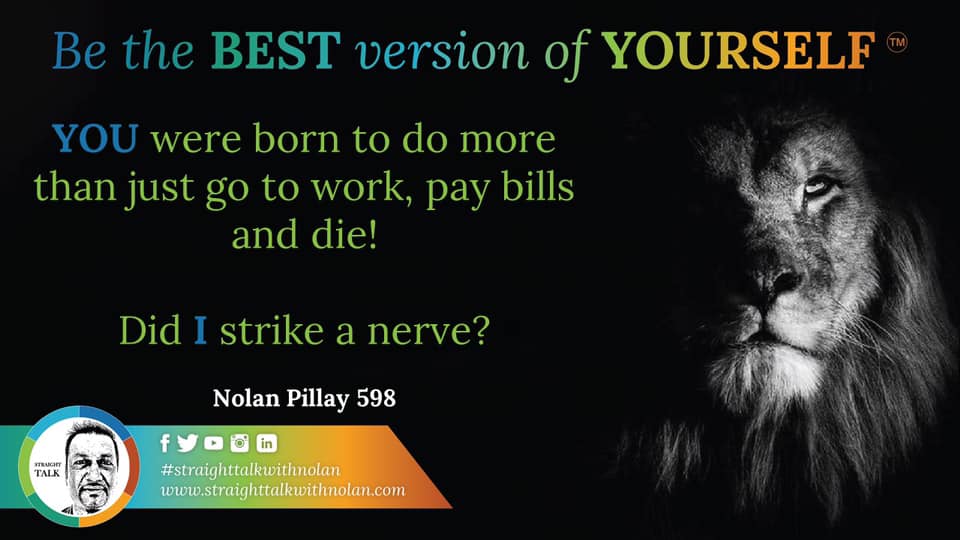 Be the BEST version of YOURSELF ™
YOU were born to do more
than just go to work, pay bills
and die!
Did I strike a nerve?
Nolan Pillay 598
STRAIGHT
TALK
#straighttalkwithnolan
www.straighttalkwithnolan.com